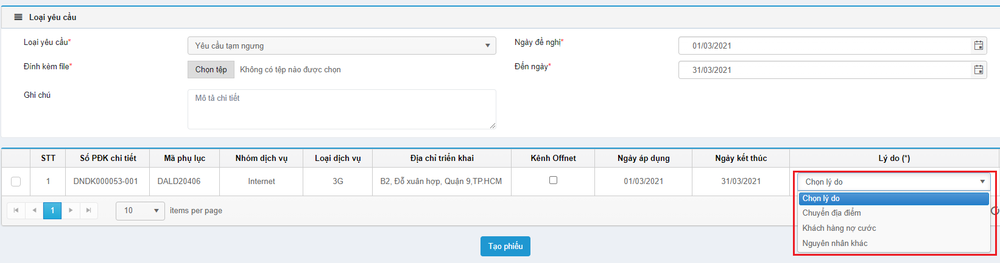 Loại yêu cầu
Loại yêu cầu*
Yêu cầu tạm ngưng
Ngày đề nghị*
01/03/2021
Đính kèm file*
Chọn tệp Không có tệp nào được chọn
Đến ngày*
31/03/2021
Ghi chú
Mô tả chi tiết
STT Số PĐK chi tiết Mã phụ lục Nhóm dịch vụ Loại dịch vụ Địa chỉ triển khai Kênh Offnet Ngày áp dụng Ngày kết thúc Lý do (*)
1 DNDK000053-001 DALD20406 Internet 3G B2, Đỗ xuân hợp, Quận 9,TP.HCM 01/03/2021 31/03/2021 Chọn lý do
Chọn lý do
Chuyển địa điểm
Khách hàng nợ cước
Nguyên nhân khác
1 10 items per page
Tạo phiếu